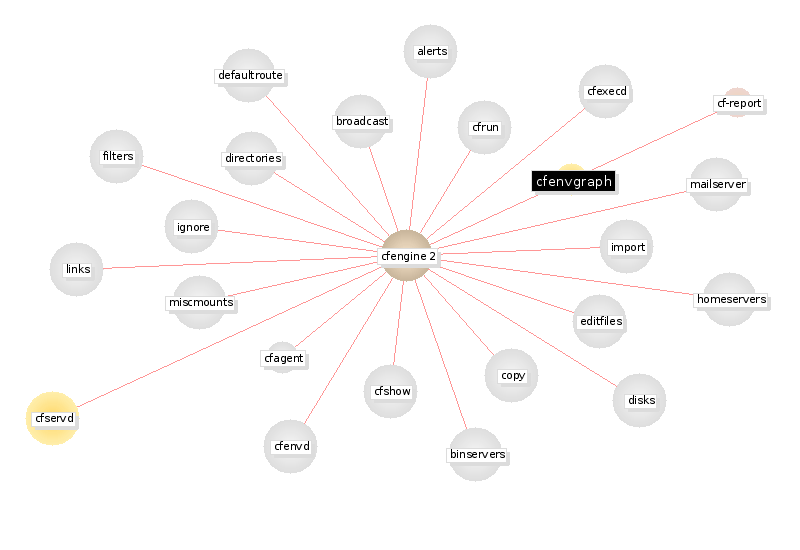 alerts
defaultroute
cfexecd
cf-report
broadcast
cfrun
filters
directories
cfenvgraph
mailserver
ignore
import
cfengine 2
links
miscmounts
homeservers
editfiles
cfagent
copy
cfshow
disks
cfservd
cfenvd
binservers